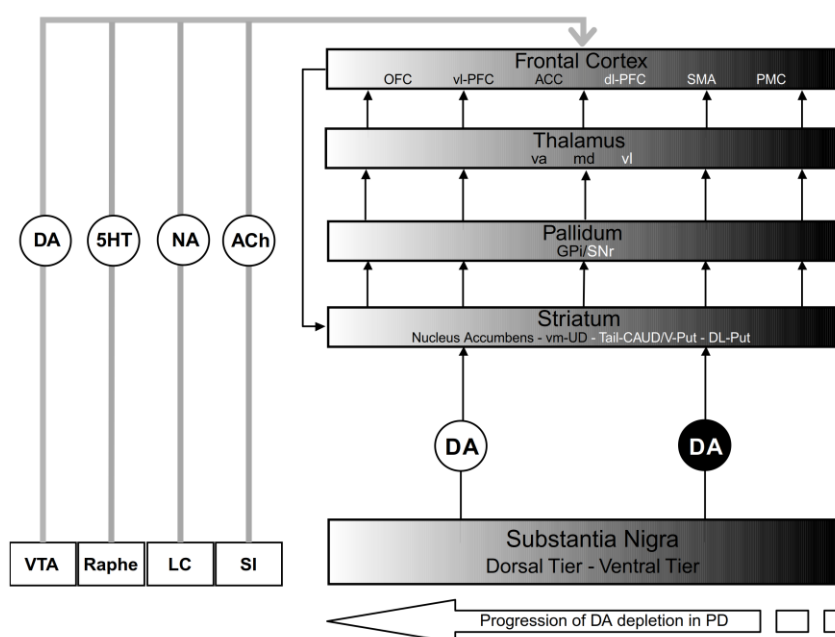 Frontal Cortex
OFC vl-PFC ACC dl-PFC SMA PMC
Thalamus
va md vl
DA 5HT NA ACh
Pallidum
GPi/SNr
Striatum
Nucleus Accumbens - vm-UD - Tail-CAUD/V-Put - DL-Put
DA DA
VTA Raphe LC SI
Substantia Nigra
Dorsal Tier - Ventral Tier
Progression of DA depletion in PD